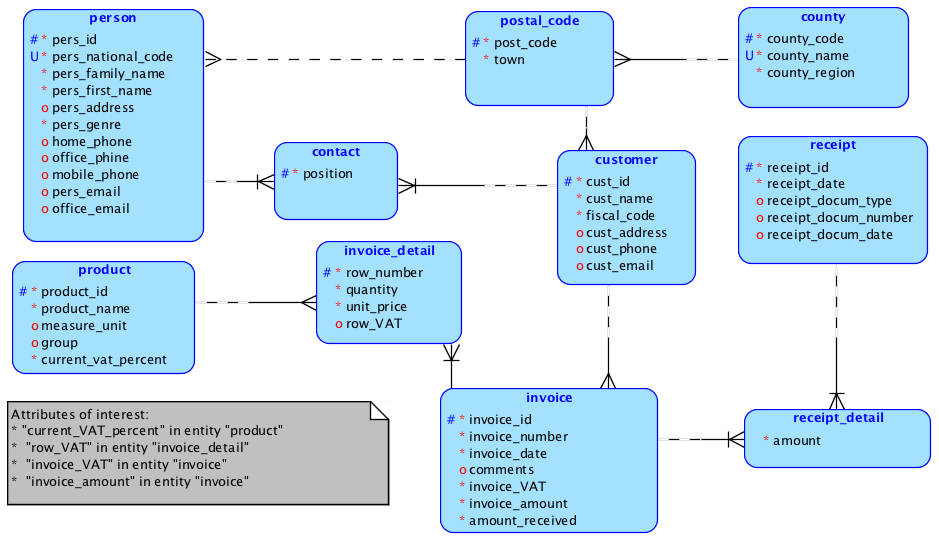 person
# * pers_id
U * pers_national_code
* pers_family_name
* pers_first_name
o pers_address
* pers_genre
o home_phone
o office_phine
o mobile_phone
o pers_email
o office_email
postal_code
# * post_code
* town
county
# * county_code
U * county_name
* county_region
contact
# * position
customer
# * cust_id
* cust_name
* fiscal_code
o cust_address
o cust_phone
o cust_email
receipt
# * receipt_id
* receipt_date
o receipt_docum_type
o receipt_docum_number
o receipt_docum_date
product
# * product_id
* product_name
o measure_unit
o group
* current_vat_percent
invoice_detail
# * row_number
* quantity
* unit_price
o row_VAT
invoice
# * invoice_id
* invoice_number
* invoice_date
o comments
* invoice_VAT
* invoice_amount
* amount_received
receipt_detail
* amount
Attributes of interest:
* "current_VAT_percent" in entity "product"
* "row_VAT" in entity "invoice_detail"
* "invoice_VAT" in entity "invoice"
* "invoice_amount" in entity "invoice"